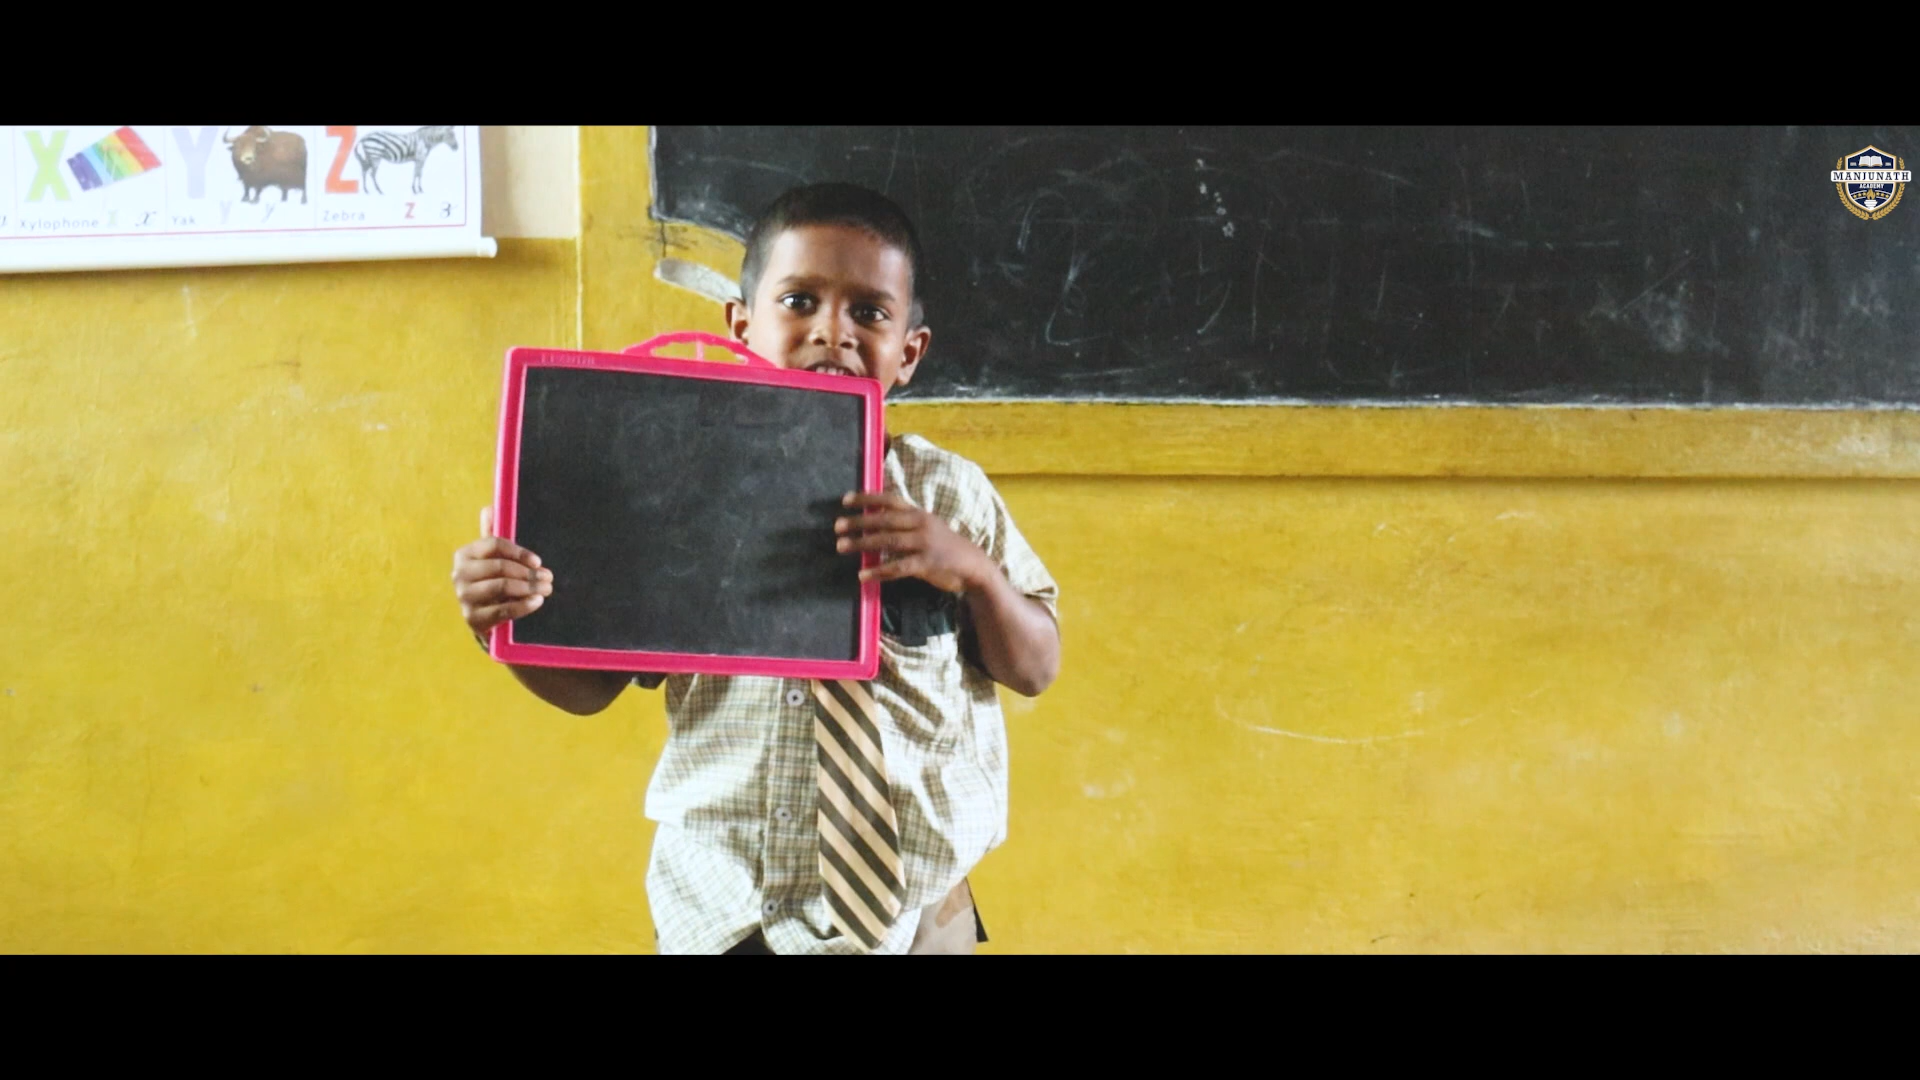 X Y Z
Xylophone X x Yak Y y Zebra Z z
MANJUNATH
ACADEMY